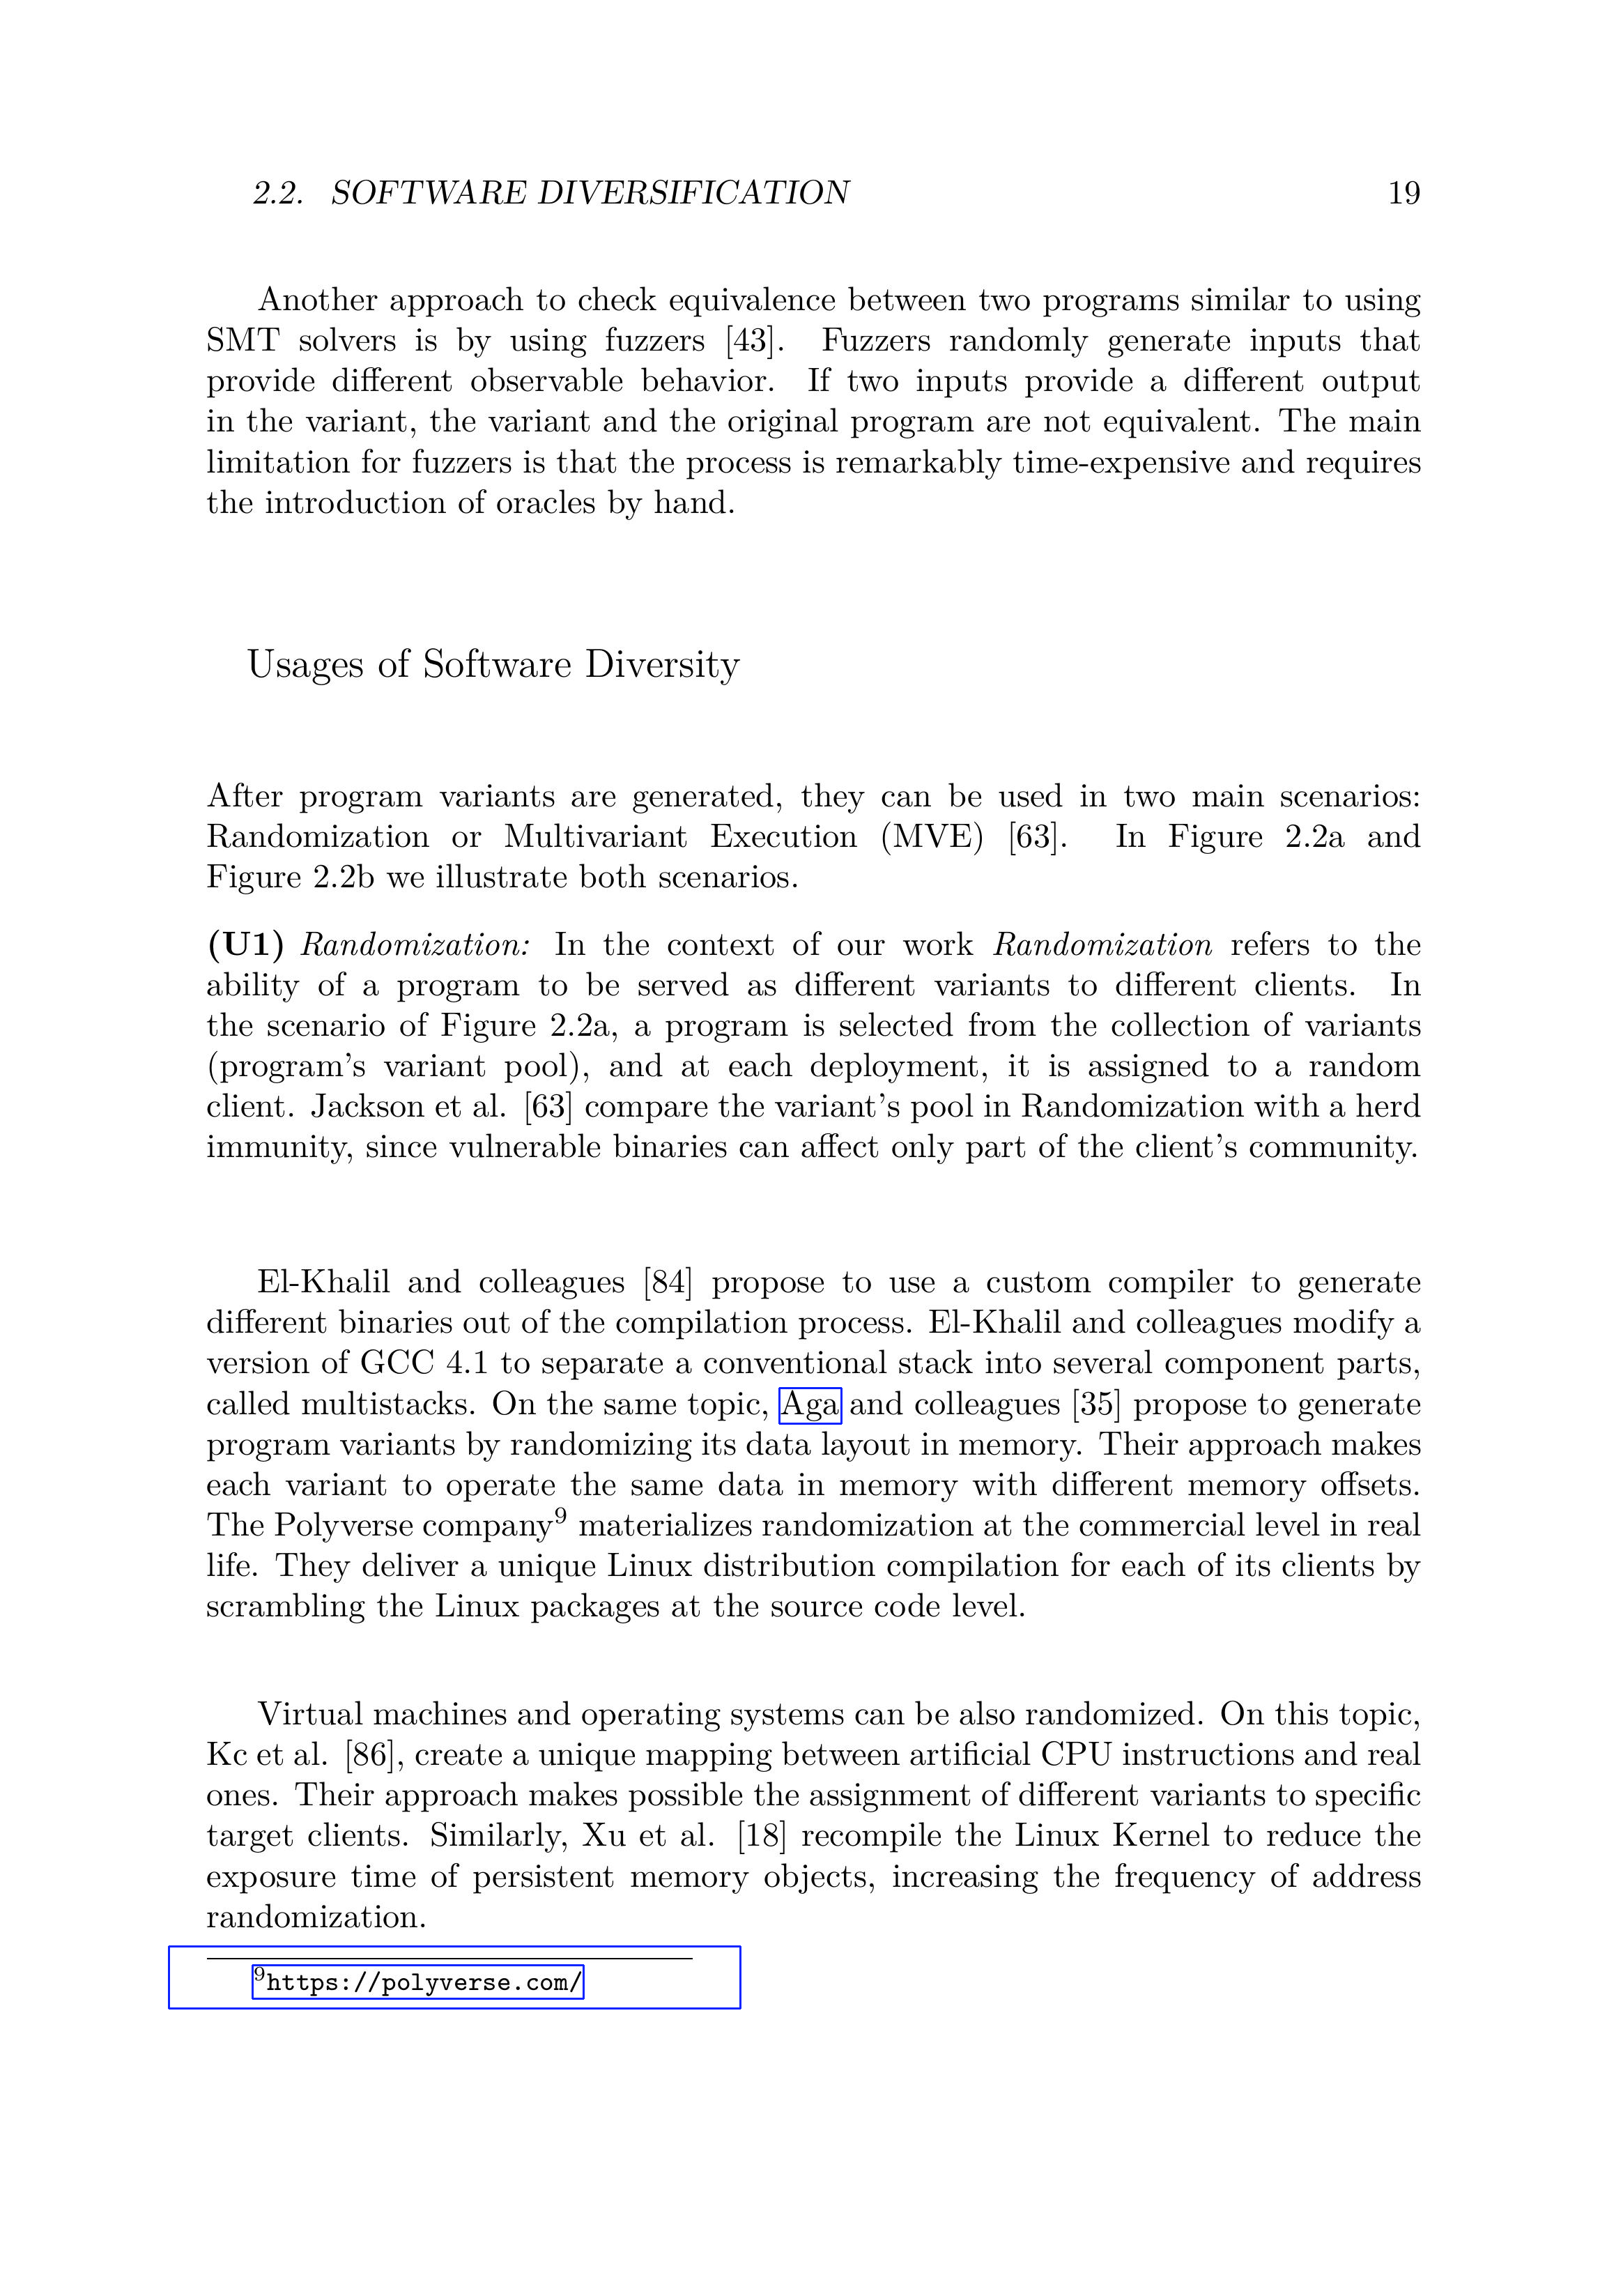 2.2. SOFTWARE DIVERSIFICATION 19
Another approach to check equivalence between two programs similar to using
SMT solvers is by using fuzzers [43]. Fuzzers randomly generate inputs that
provide different observable behavior. If two inputs provide a different output
in the variant, the variant and the original program are not equivalent. The main
limitation for fuzzers is that the process is remarkably time-expensive and requires
the introduction of oracles by hand.
Usages of Software Diversity
After program variants are generated, they can be used in two main scenarios:
Randomization or Multivariant Execution (MVE) [63]. In Figure 2.2a and
Figure 2.2b we illustrate both scenarios.
(U1) Randomization: In the context of our work Randomization refers to the
ability of a program to be served as different variants to different clients. In
the scenario of Figure 2.2a, a program is selected from the collection of variants
(program's variant pool), and at each deployment, it is assigned to a random
client. Jackson et al. [63] compare the variant's pool in Randomization with a herd
immunity, since vulnerable binaries can affect only part of the client's community.
El-Khalil and colleagues [84] propose to use a custom compiler to generate
different binaries out of the compilation process. El-Khalil and colleagues modify a
version of GCC 4.1 to separate a conventional stack into several component parts,
called multistacks. On the same topic, Aga and colleagues [35] propose to generate
program variants by randomizing its data layout in memory. Their approach makes
each variant to operate the same data in memory with different memory offsets.
The Polyverse company⁹ materializes randomization at the commercial level in real
life. They deliver a unique Linux distribution compilation for each of its clients by
scrambling the Linux packages at the source code level.
Virtual machines and operating systems can be also randomized. On this topic,
Kc et al. [86], create a unique mapping between artificial CPU instructions and real
ones. Their approach makes possible the assignment of different variants to specific
target clients. Similarly, Xu et al. [18] recompile the Linux Kernel to reduce the
exposure time of persistent memory objects, increasing the frequency of address
randomization.
⁹https://polyverse.com/